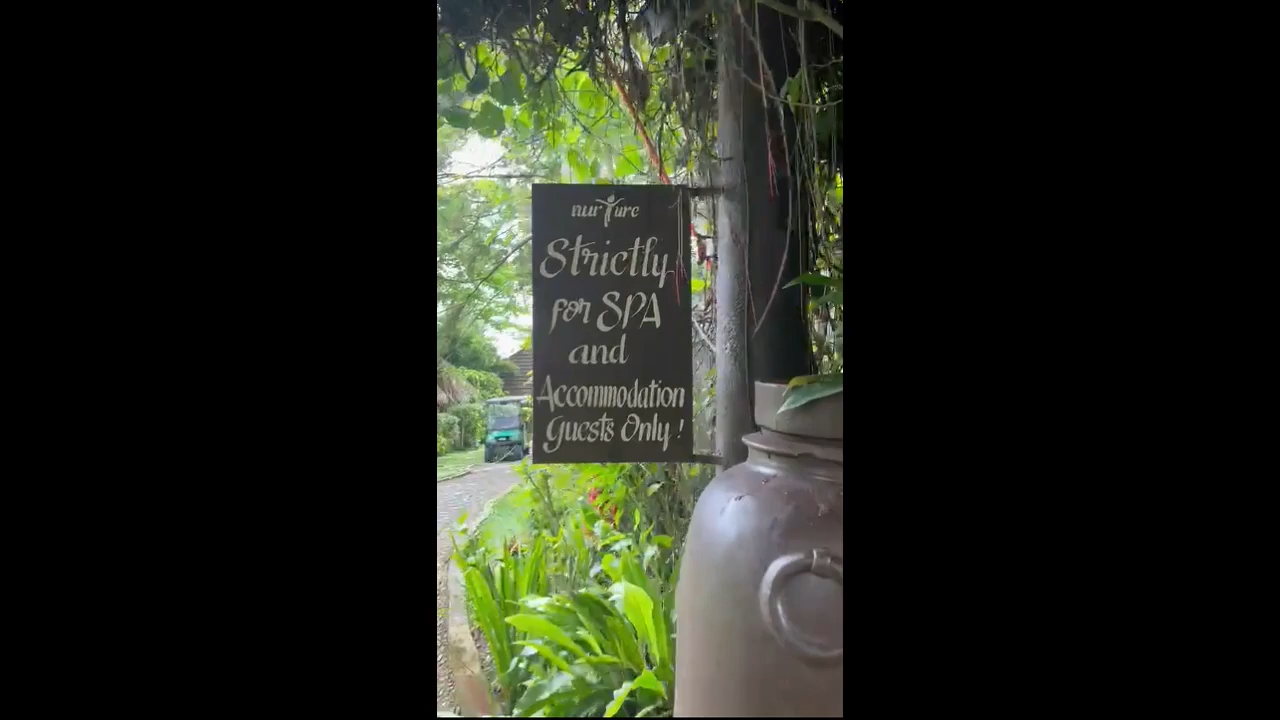 nurture
Strictly
for SPA
and
Accommodation
Guests Only!